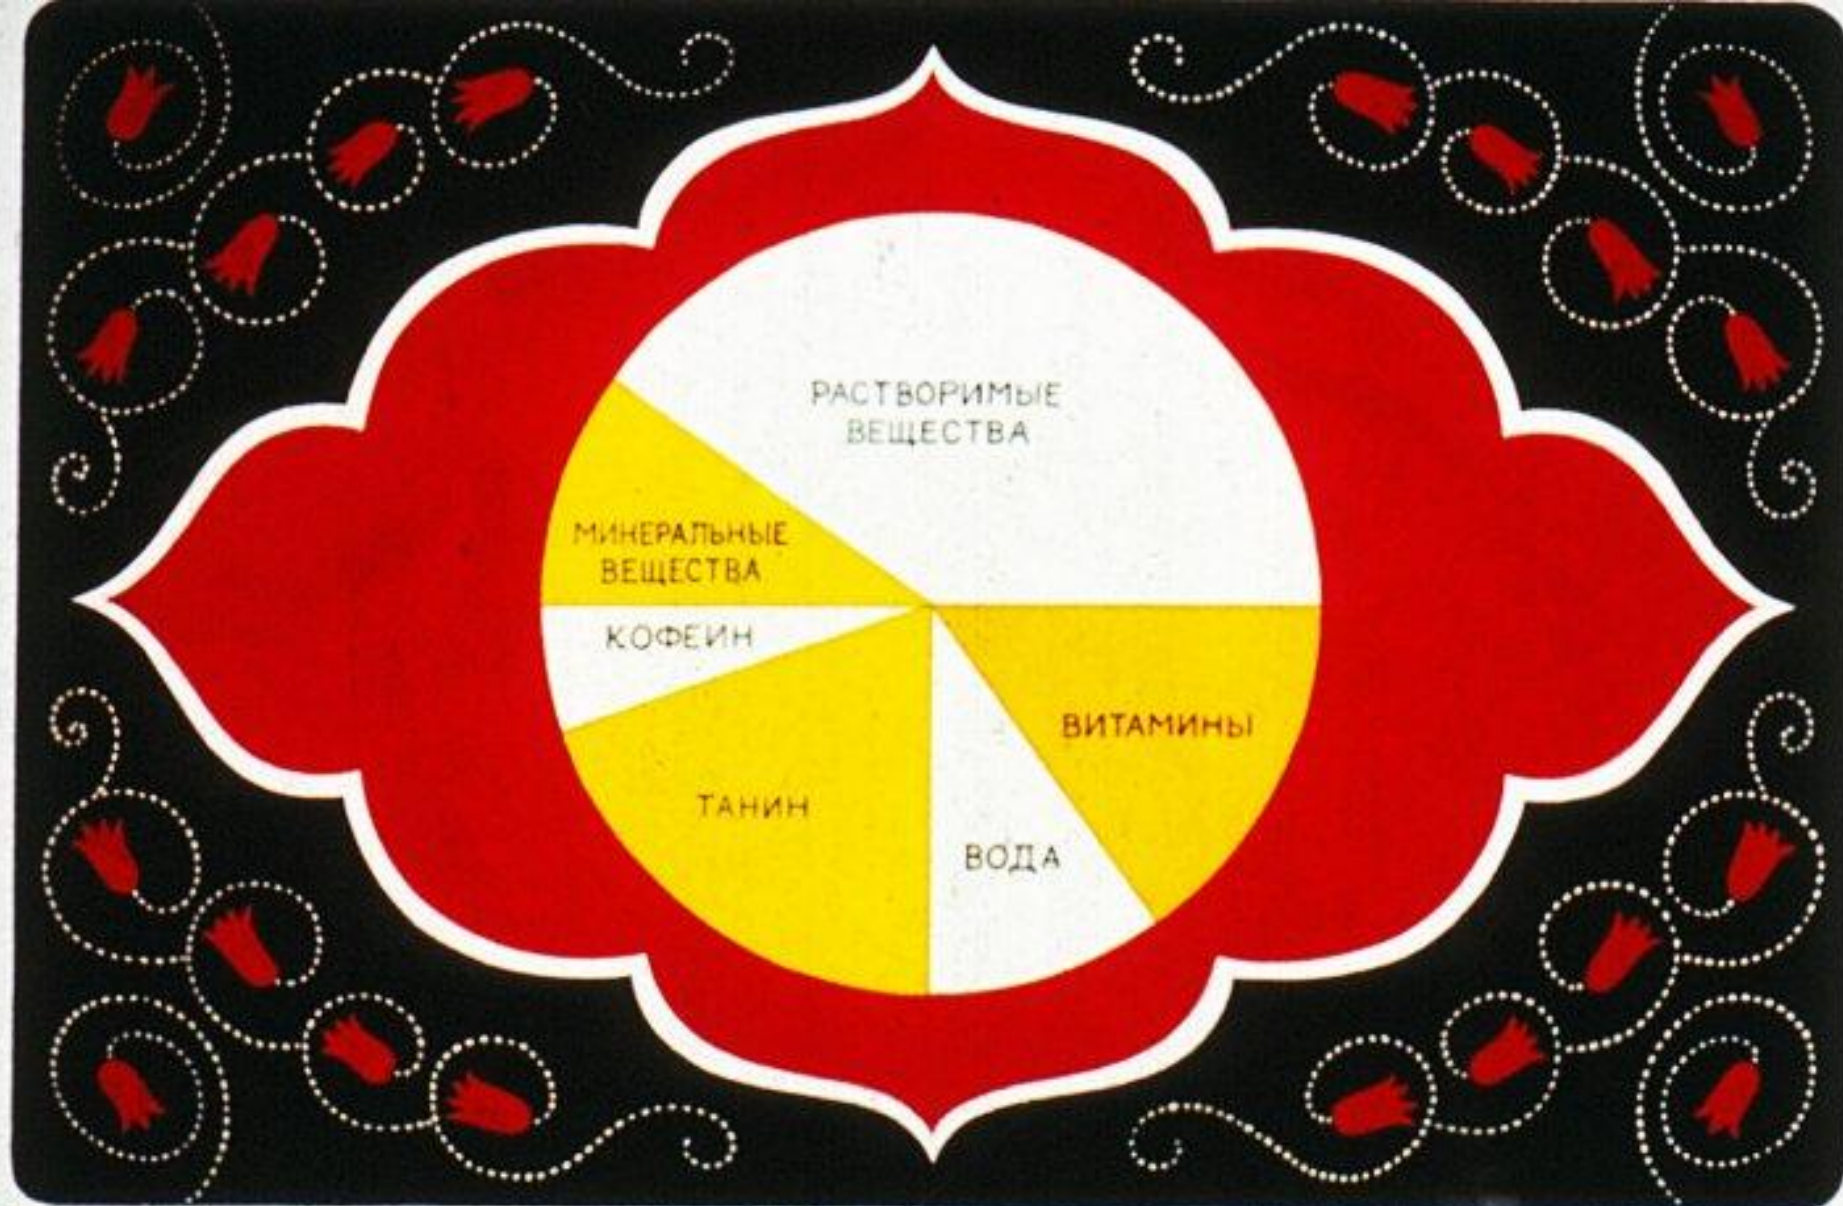 РАСТВОРИМЫЕ
ВЕЩЕСТВА
МИНЕРАЛЬНЫЕ
ВЕЩЕСТВА
КОФЕИН
ВИТАМИНЫ
ТАНИН
ВОДА